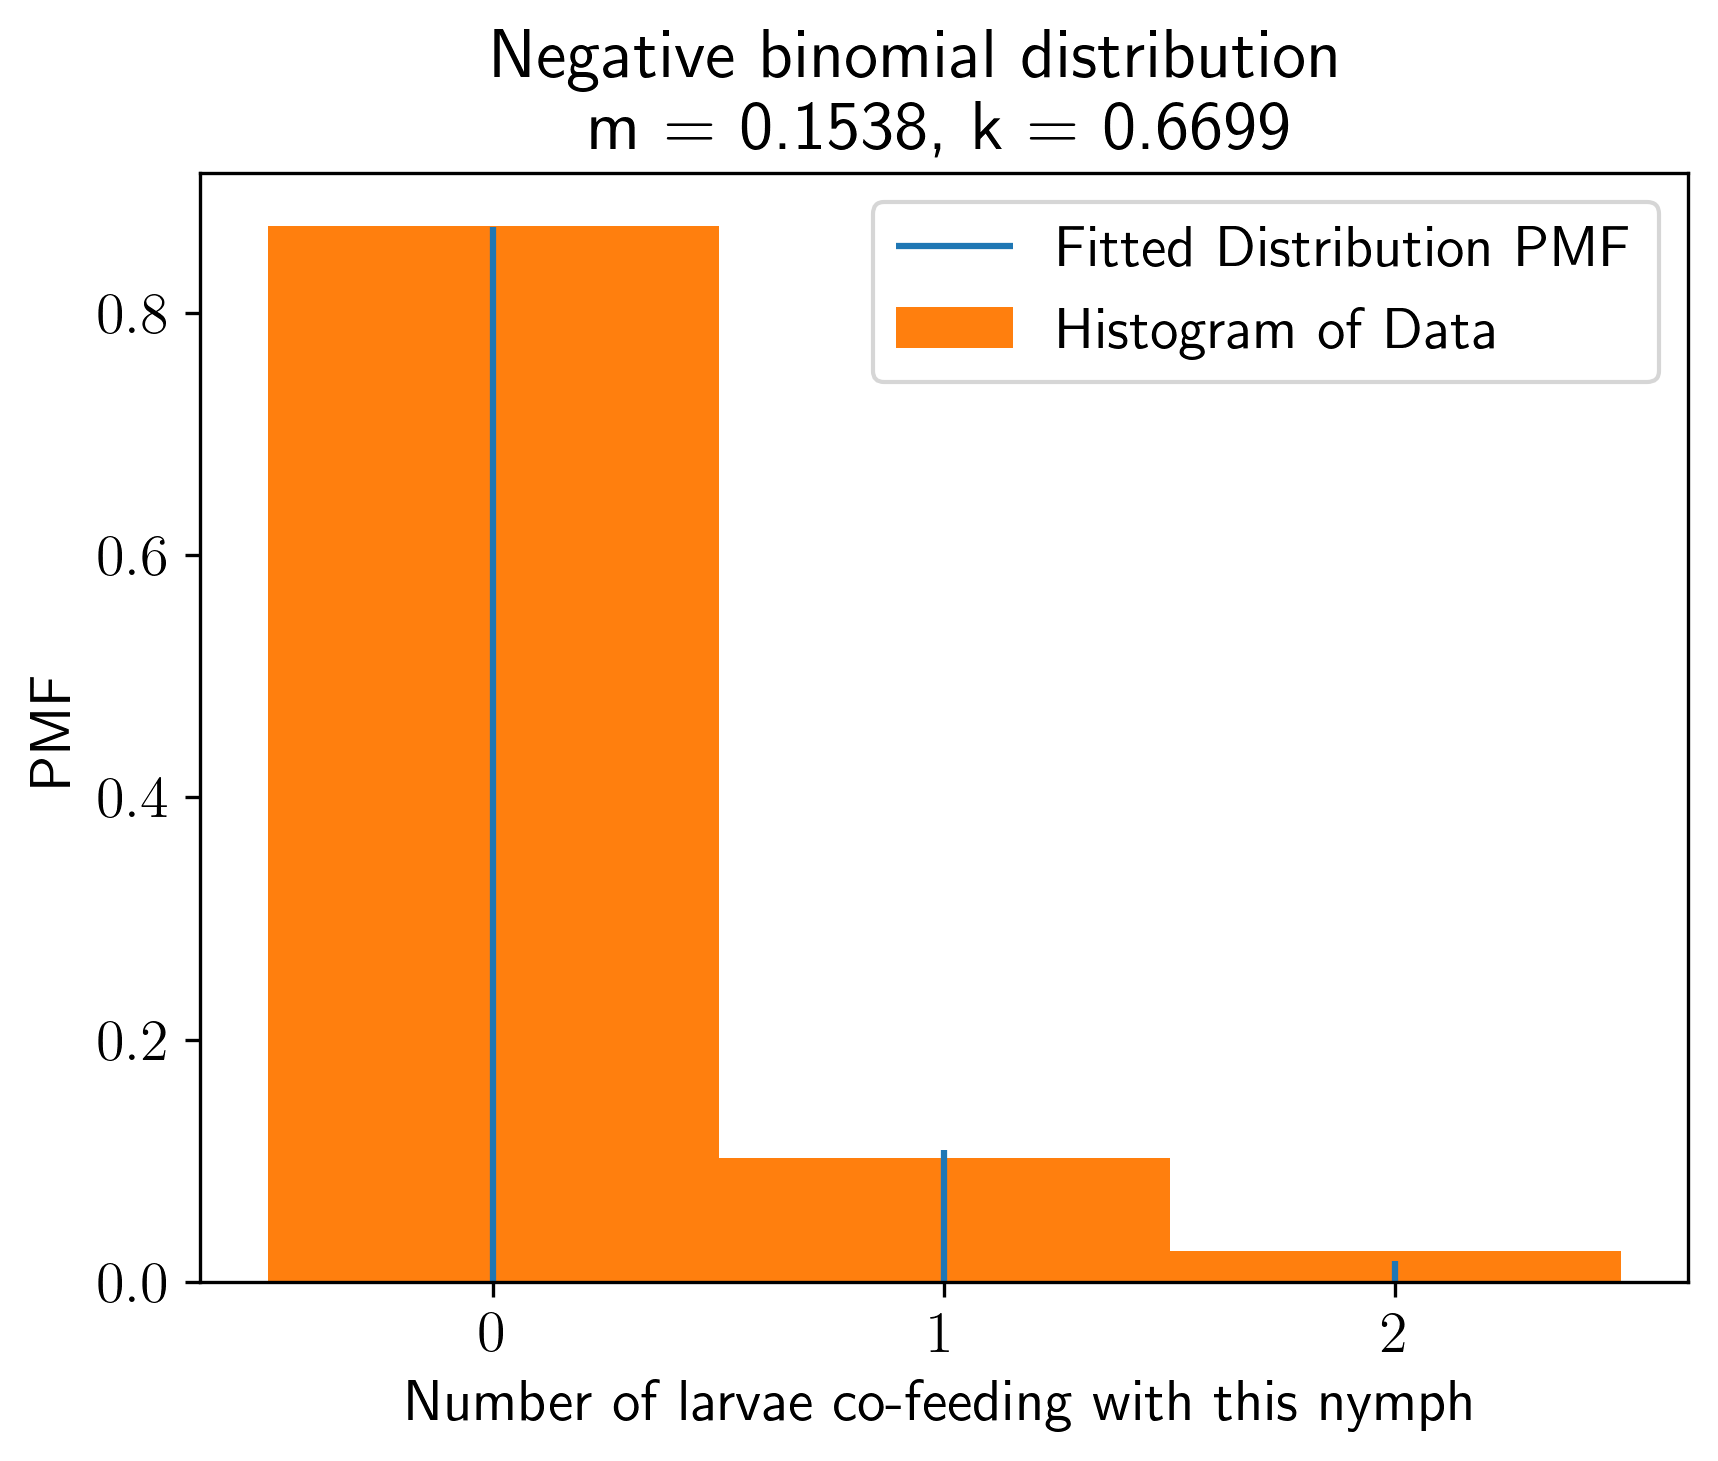 Negative binomial distribution
m = 0.1538, k = 0.6699
Fitted Distribution PMF
Histogram of Data
PMF
0.8
0.6
0.4
0.2
0.0
0
1
2
Number of larvae co-feeding with this nymph